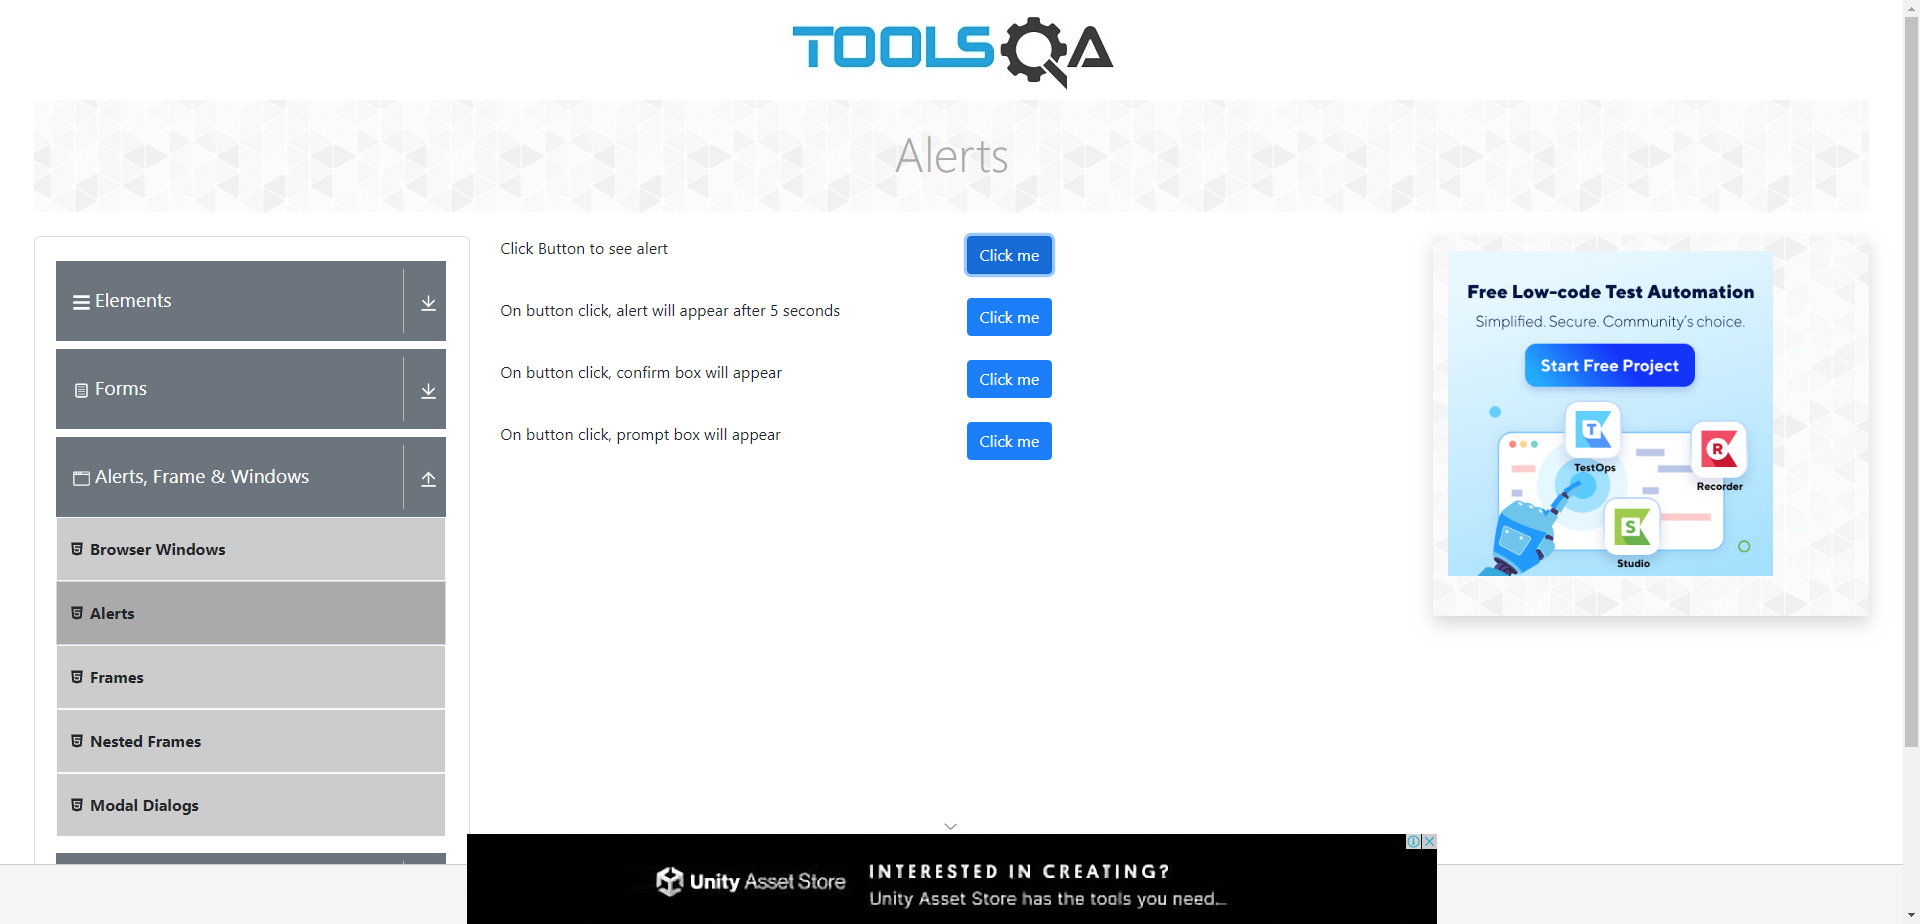 TOOLSQA
Alerts
Elements
Forms
Alerts, Frame & Windows
Browser Windows
Alerts
Frames
Nested Frames
Modal Dialogs
Click Button to see alert
Click me
On button click, alert will appear after 5 seconds
Click me
On button click, confirm box will appear
Click me
On button click, prompt box will appear
Click me
Free Low-code Test Automation
Simplified. Secure. Community's choice.
Start Free Project
T
TestOps
R
Recorder
S
Studio
Unity Asset Store
INTERESTED IN CREATING?
Unity Asset Store has the tools you need...